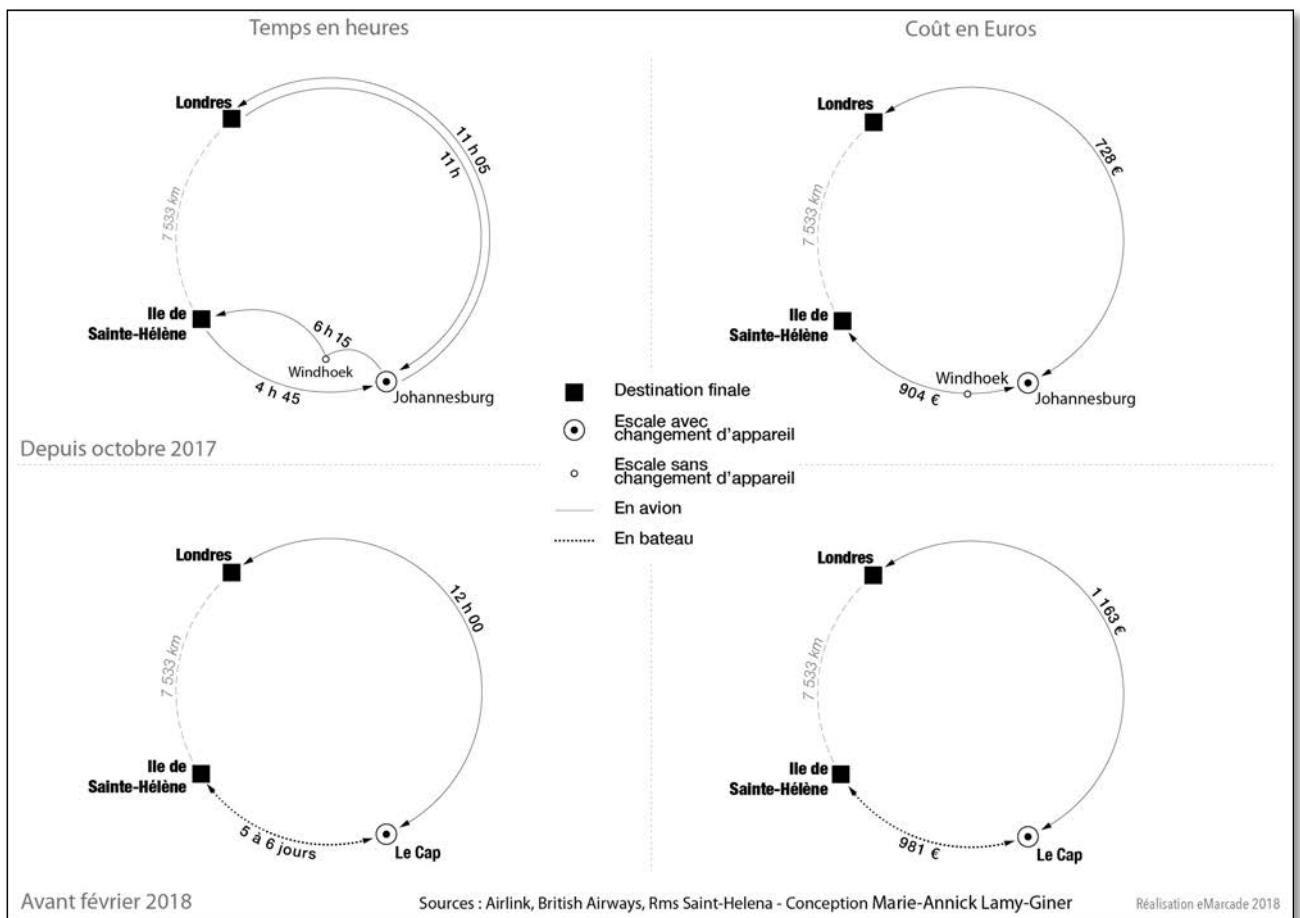 Temps en heures
Coût en Euros
Londres
11 h 05
11 h
7 533 km
Ile de
Sainte-Hélène
6 h 15
Windhoek
4 h 45
Johannesburg
Depuis octobre 2017
Londres
728 €
7 533 km
Ile de
Sainte-Hélène
Windhoek
904 €
Johannesburg
Destination finale
Escale avec
changement d'appareil
Escale sans
changement d'appareil
En avion
En bateau
Londres
12 h 00
7 533 km
Ile de
Sainte-Hélène
5 à 6 jours
Le Cap
Londres
1 163 €
7 533 km
Ile de
Sainte-Hélène
981 €
Le Cap
Avant février 2018
Sources : Airlink, British Airways, Rms Saint-Helena - Conception Marie-Annick Lamy-Giner
Réalisation eMarcade 2018